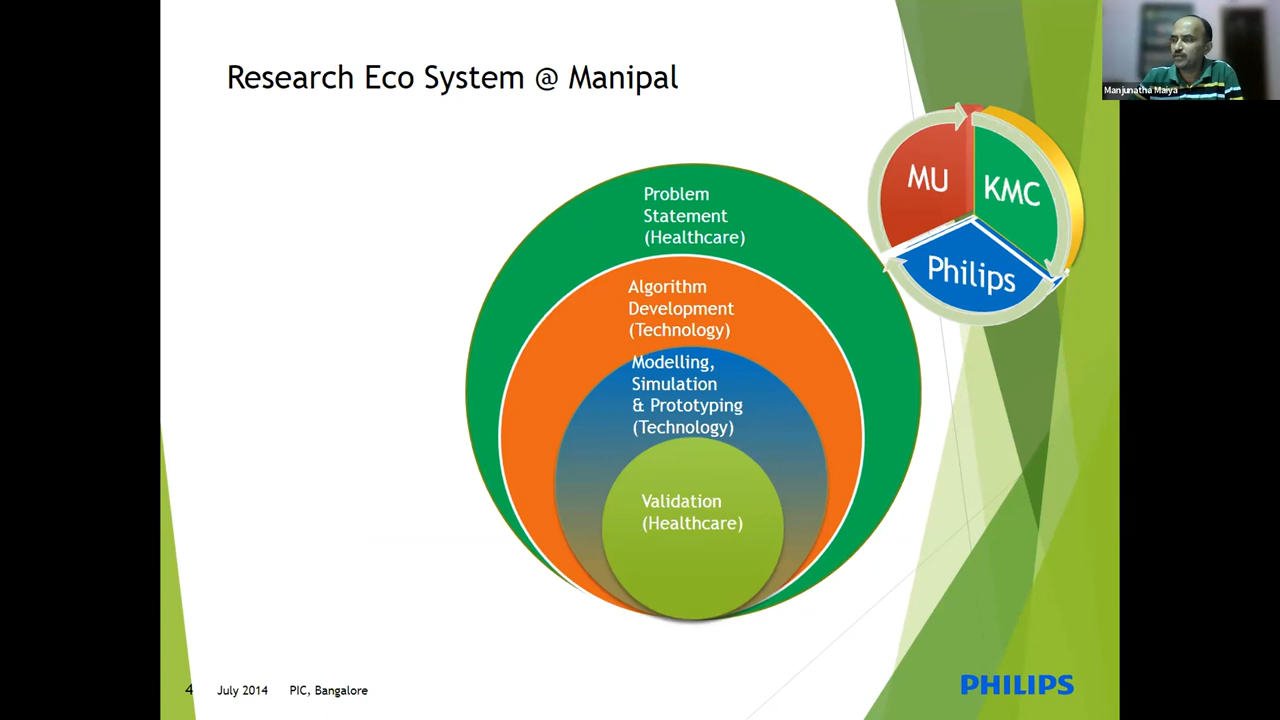 Research Eco System @ Manipal
Manjunatha Maiya
MU
KMC
Philips
Problem
Statement
(Healthcare)
Algorithm
Development
(Technology)
Modelling,
Simulation
& Prototyping
(Technology)
Validation
(Healthcare)
4 July 2014 PIC, Bangalore
PHILIPS